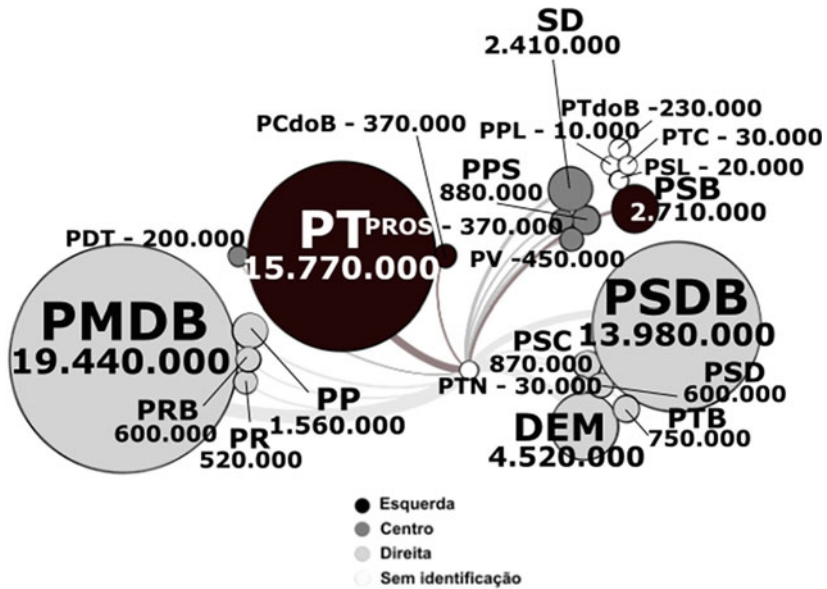 SD
2.410.000
PTdoB -230.000
PCdoB - 370.000
PPL - 10.000
PTC - 30.000
PSL - 20.000
PPS
880.000
PSB
2.710.000
PT
15.770.000
PROS - 370.000
PDT - 200.000
PV -450.000
PMDB
19.440.000
PSDB
13.980.000
PSC
870.000
PTN - 30.000
PSD
600.000
PP
1.560.000
PRB
600.000
PR
520.000
PTB
750.000
DEM
4.520.000
Esquerda
Centro
Direita
Sem identificação